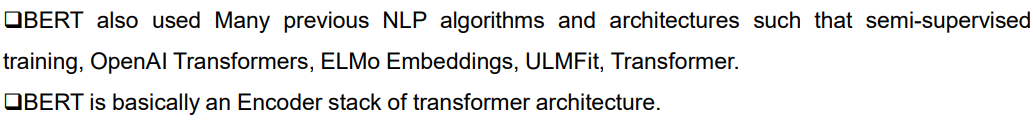 ❑BERT also used Many previous NLP algorithms and architectures such that semi-supervised
training, OpenAI Transformers, ELMo Embeddings, ULMFit, Transformer.
❑BERT is basically an Encoder stack of transformer architecture.